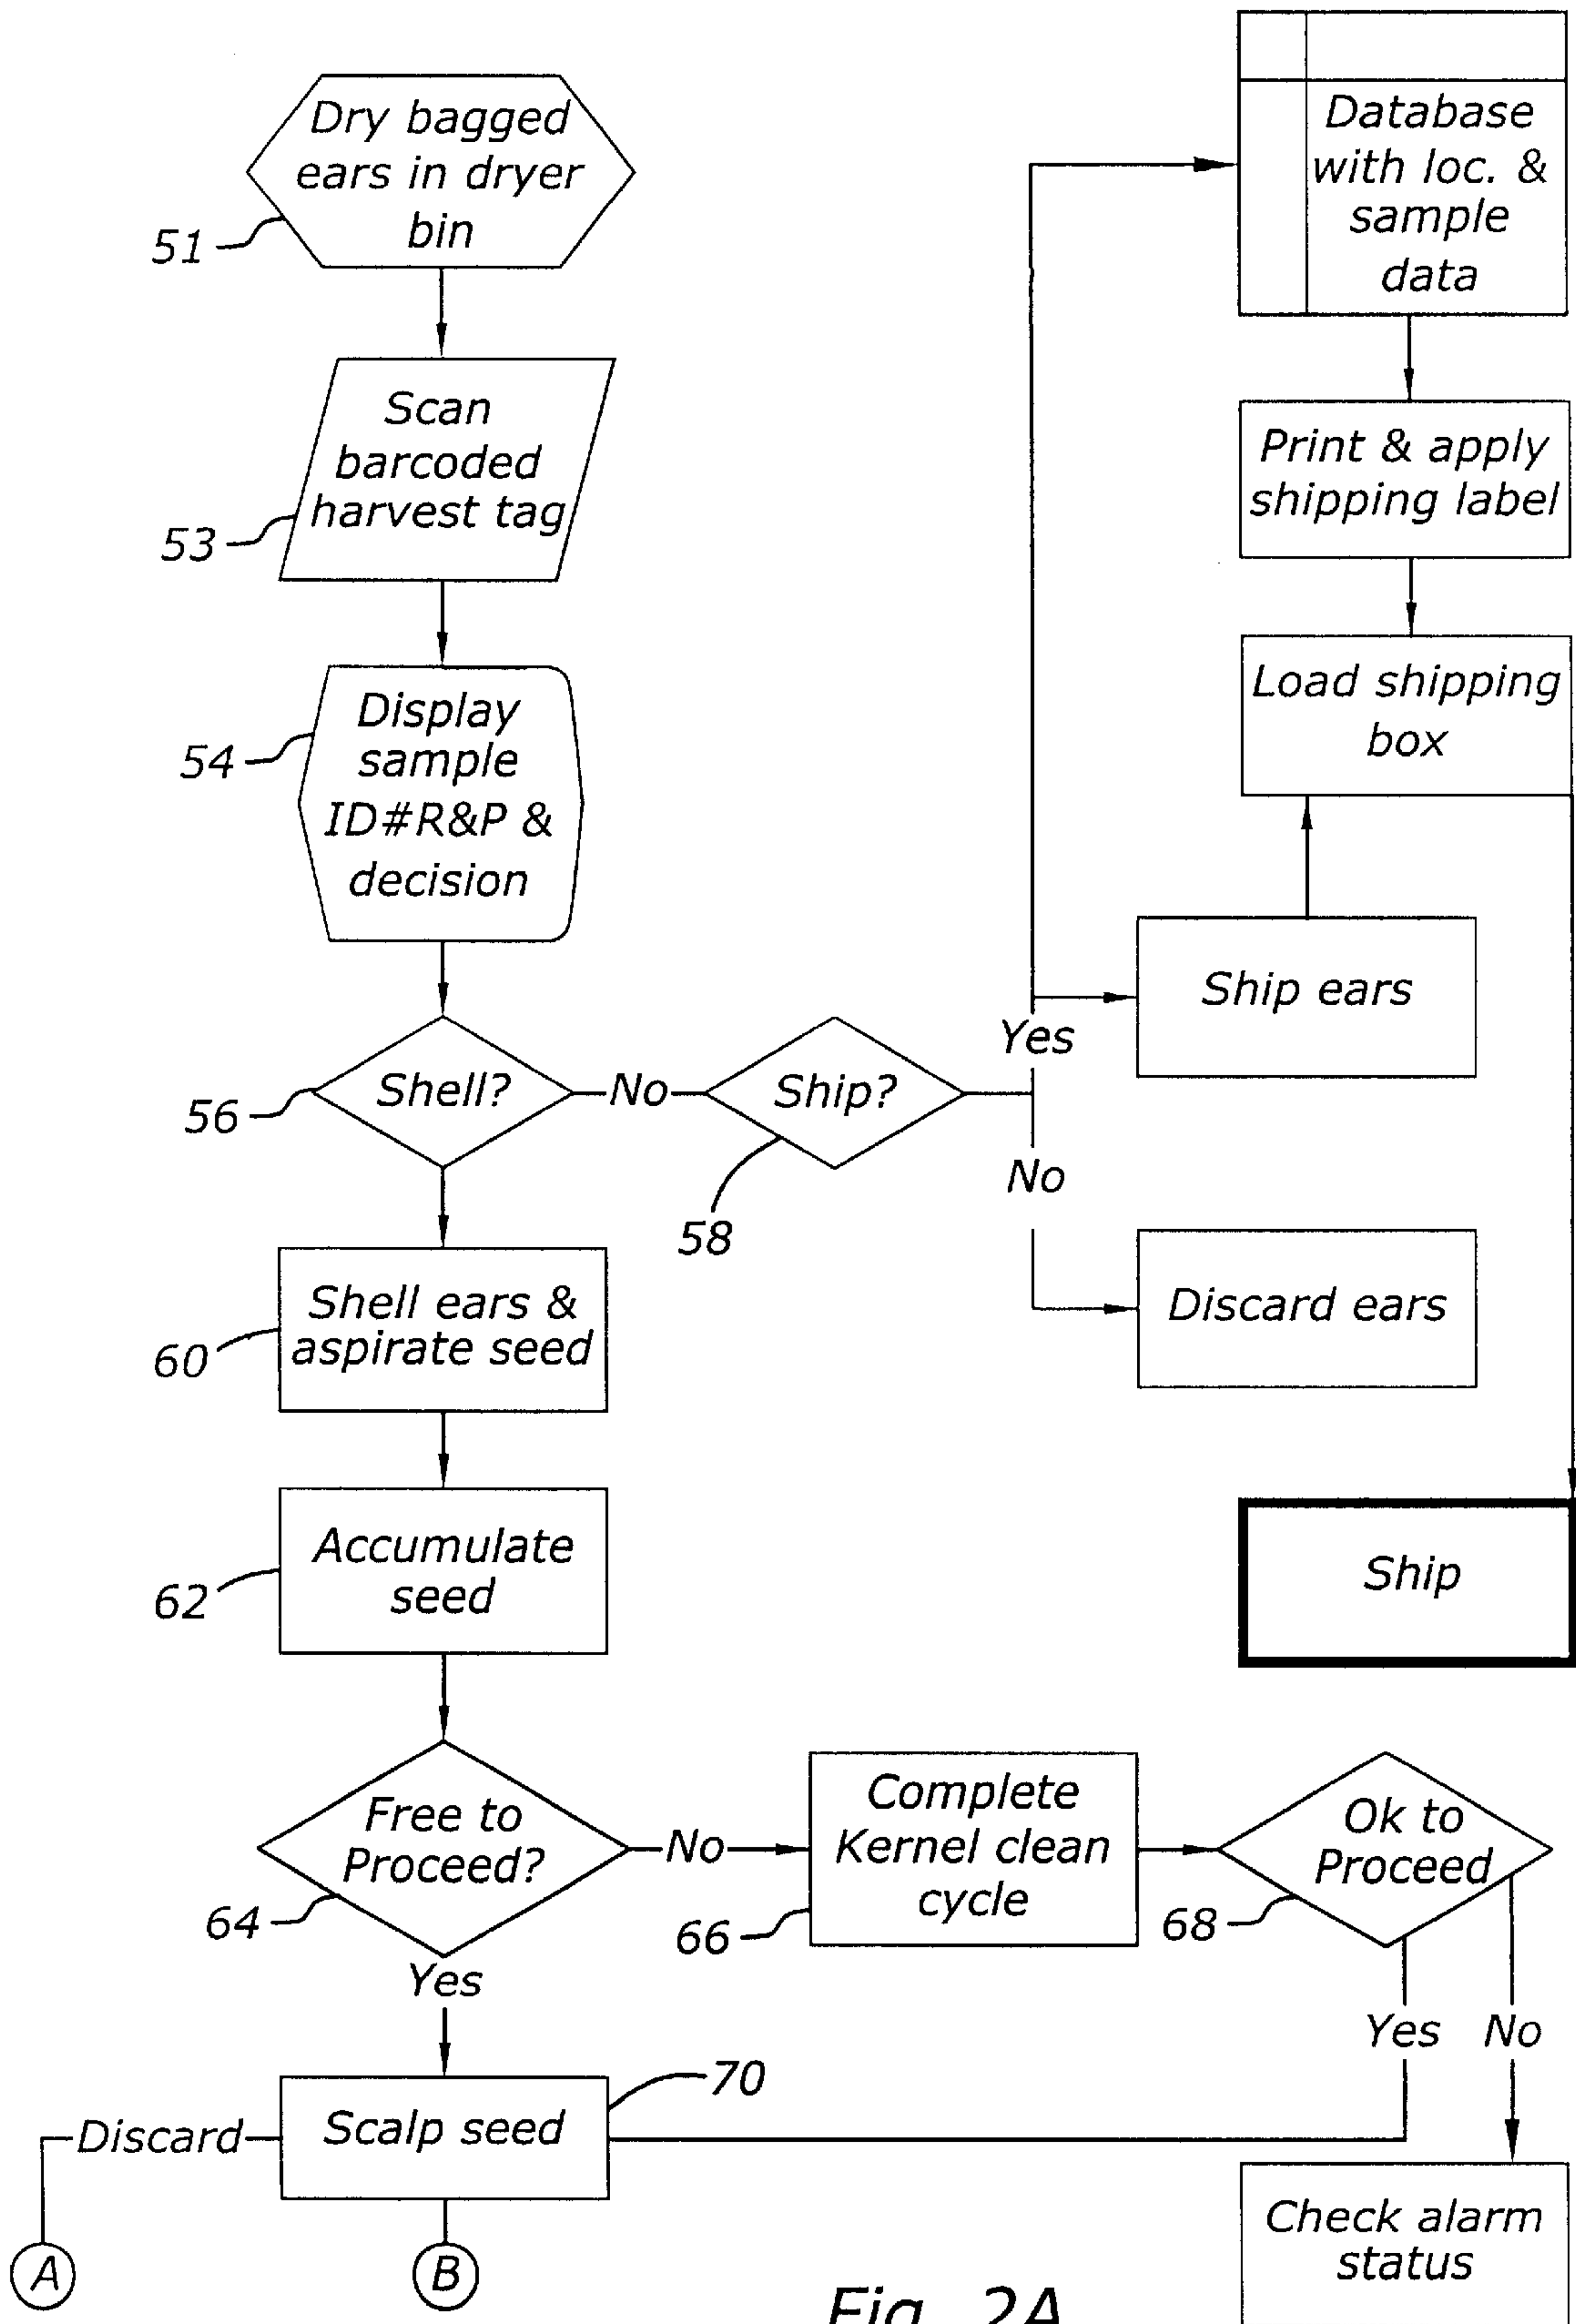 Dry bagged
ears in dryer
bin
51
Scan
barcoded
harvest tag
53
Display
sample
ID#R&P &
decision
54
Shell?
56
No
Ship?
58
Yes
No
Database
with loc. &
sample
data
Print & apply
shipping label
Load shipping
box
Ship ears
Discard ears
Ship
Shell ears &
aspirate seed
60
Accumulate
seed
62
Free to
Proceed?
64
No
Complete
Kernel clean
cycle
66
Ok to
Proceed
68
Yes
Yes
No
Scalp seed
70
Discard
A
B
Check alarm
status
Fig. 2A